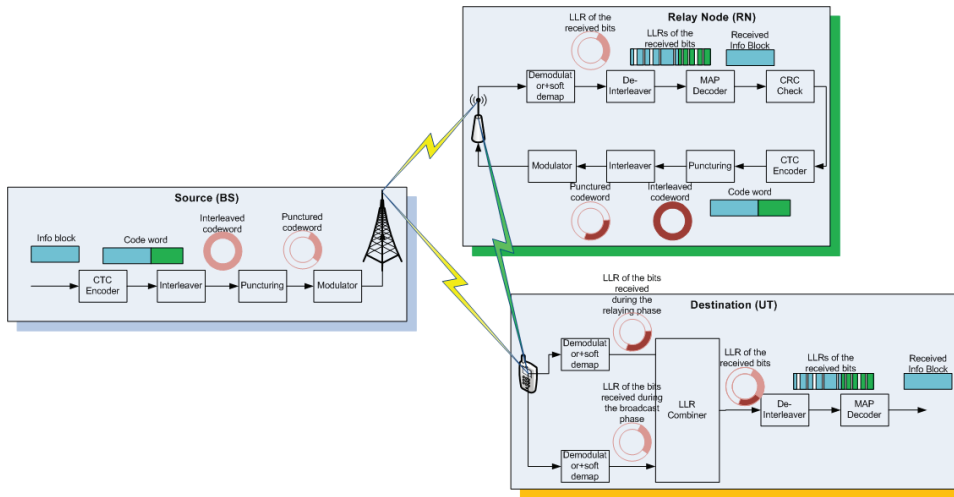 Relay Node (RN)
LLR of the
received bits
LLRs of the
received bits
Received
Info Block
Demodulat
or+soft
demap
De-
Interleaver
MAP
Decoder
CRC
Check
Modulator
Interleaver
Puncturing
CTC
Encoder
Punctured
codeword
Interleaved
codeword
Code word
Source (BS)
Info block
Code word
Interleaved
codeword
Punctured
codeword
CTC
Encoder
Interleaver
Puncturing
Modulator
Destination (UT)
LLR of the bits
received
during the
relaying phase
Demodulat
or+soft
demap
LLR of the bits
received during
the broadcast
phase
Demodulat
or+soft
demap
LLR
Combiner
LLR of the
received bits
LLRs of the
received bits
Received
Info Block
De-
Interleaver
MAP
Decoder